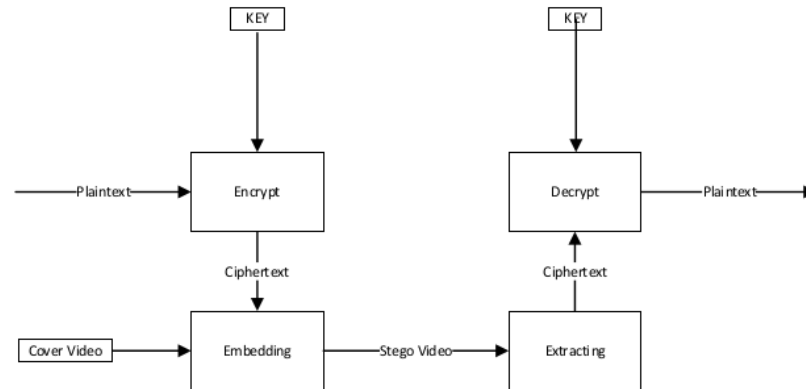 KEY
KEY
Plaintext
Encrypt
Decrypt
Plaintext
Ciphertext
Ciphertext
Cover Video
Embedding
Stego Video
Extracting